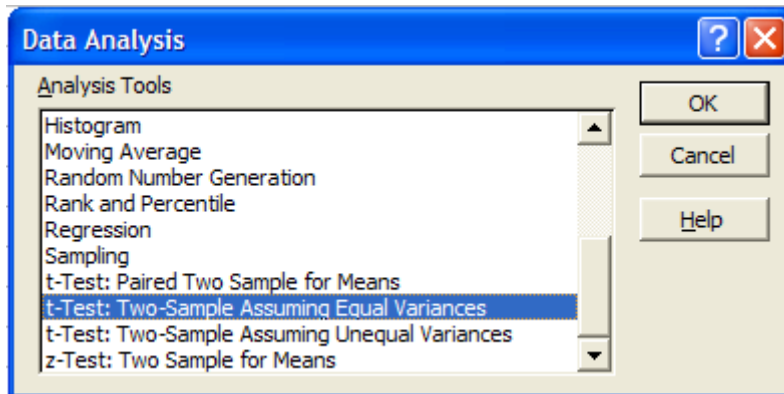 Data Analysis
Analysis Tools
Histogram
Moving Average
Random Number Generation
Rank and Percentile
Regression
Sampling
t-Test: Paired Two Sample for Means
t-Test: Two-Sample Assuming Equal Variances
t-Test: Two-Sample Assuming Unequal Variances
z-Test: Two Sample for Means
OK
Cancel
Help